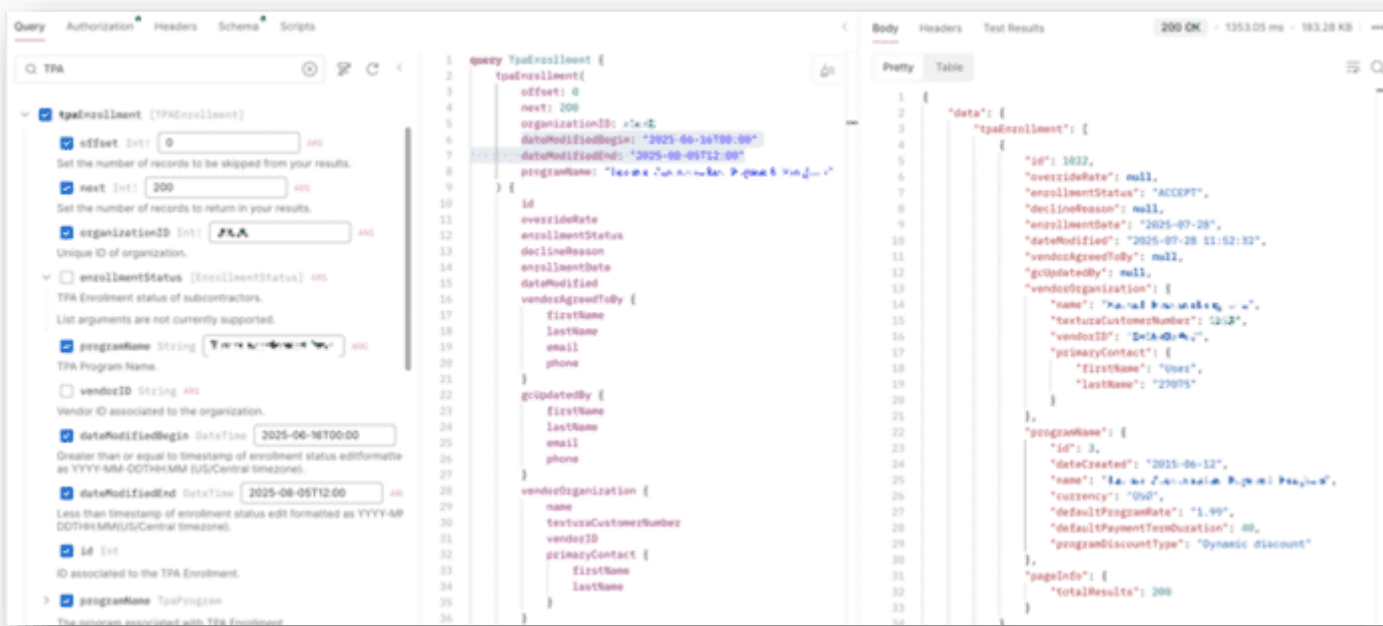 Query Authorization Headers Schema Scripts
TPA
tpaEnrollment [TPAEnrollment]
offset Int! 0 ARG
Set the number of records to be skipped from your results.
next Int! 200 ARG
Set the number of records to return in your results.
organizationID Int! ARG
Unique ID of organization.
enrollmentStatus [EnrollmentStatus] ARG
TPA Enrollment status of subcontractors.
List arguments are not currently supported.
programName String ARG
TPA Program Name.
vendorID String ARG
Vendor ID associated to the organization.
dateModifiedBegin DateTime 2025-06-16T00:00
Greater than or equal to timestamp of enrollment status editformatte
as YYYY-MM-DDTHH:MM (US/Central timezone).
dateModifiedEnd DateTime 2025-08-05T12:00 AR
Less than timestamp of enrollment status edit formatted as YYYY-MM
DDTHH:MM(US/Central timezone).
id Int
ID associated to the TPA Enrollment.
programName TpaProgram
The program associated with TPA Enrollment
1 query TpaEnrollment {
2 tpaEnrollment(
3 offset: 0
4 next: 200
5 organizationID:
6 dateModifiedBegin: "2025-06-16T00:00"
7 dateModifiedEnd: "2025-08-05T12:00"
8 programName:
9 ) {
10 id
11 overrideRate
12 enrollmentStatus
13 declineReason
14 enrollmentDate
15 dateModified
16 vendorAgreedToBy {
17 firstName
18 lastName
19 email
20 phone
21 }
22 gcUpdatedBy {
23 firstName
24 lastName
25 email
26 phone
27 }
28 vendorOrganization {
29 name
30 texturaCustomerNumber
31 vendorID
32 primaryContact {
33 firstName
34 lastName
35 }
36 }
Body Headers Test Results 200 OK · 1353.05 ms · 163.28 KB
Pretty Table
1 {
2 "data": {
3 "tpaEnrollment": [
4 {
5 "id": 1032,
6 "overrideRate": null,
7 "enrollmentStatus": "ACCEPT",
8 "declineReason": null,
9 "enrollmentDate": "2025-07-28",
10 "dateModified": "2025-07-28 11:52:32",
11 "vendorAgreedToBy": null,
12 "gcUpdatedBy": null,
13 "vendorOrganization": {
14 "name":
15 "texturaCustomerNumber":
16 "vendorID":
17 "primaryContact": {
18 "firstName": "User",
19 "lastName": "27075"
20 }
21 },
22 "programName": {
23 "id": 3,
24 "dateCreated": "2015-06-12",
25 "name":
26 "currency": "USD",
27 "defaultProgramRate": "1.99",
28 "defaultPaymentTermDuration": 40,
29 "programDiscountType": "Dynamic discount"
30 },
31 "pageInfo": {
32 "totalResults": 200
33 }
34